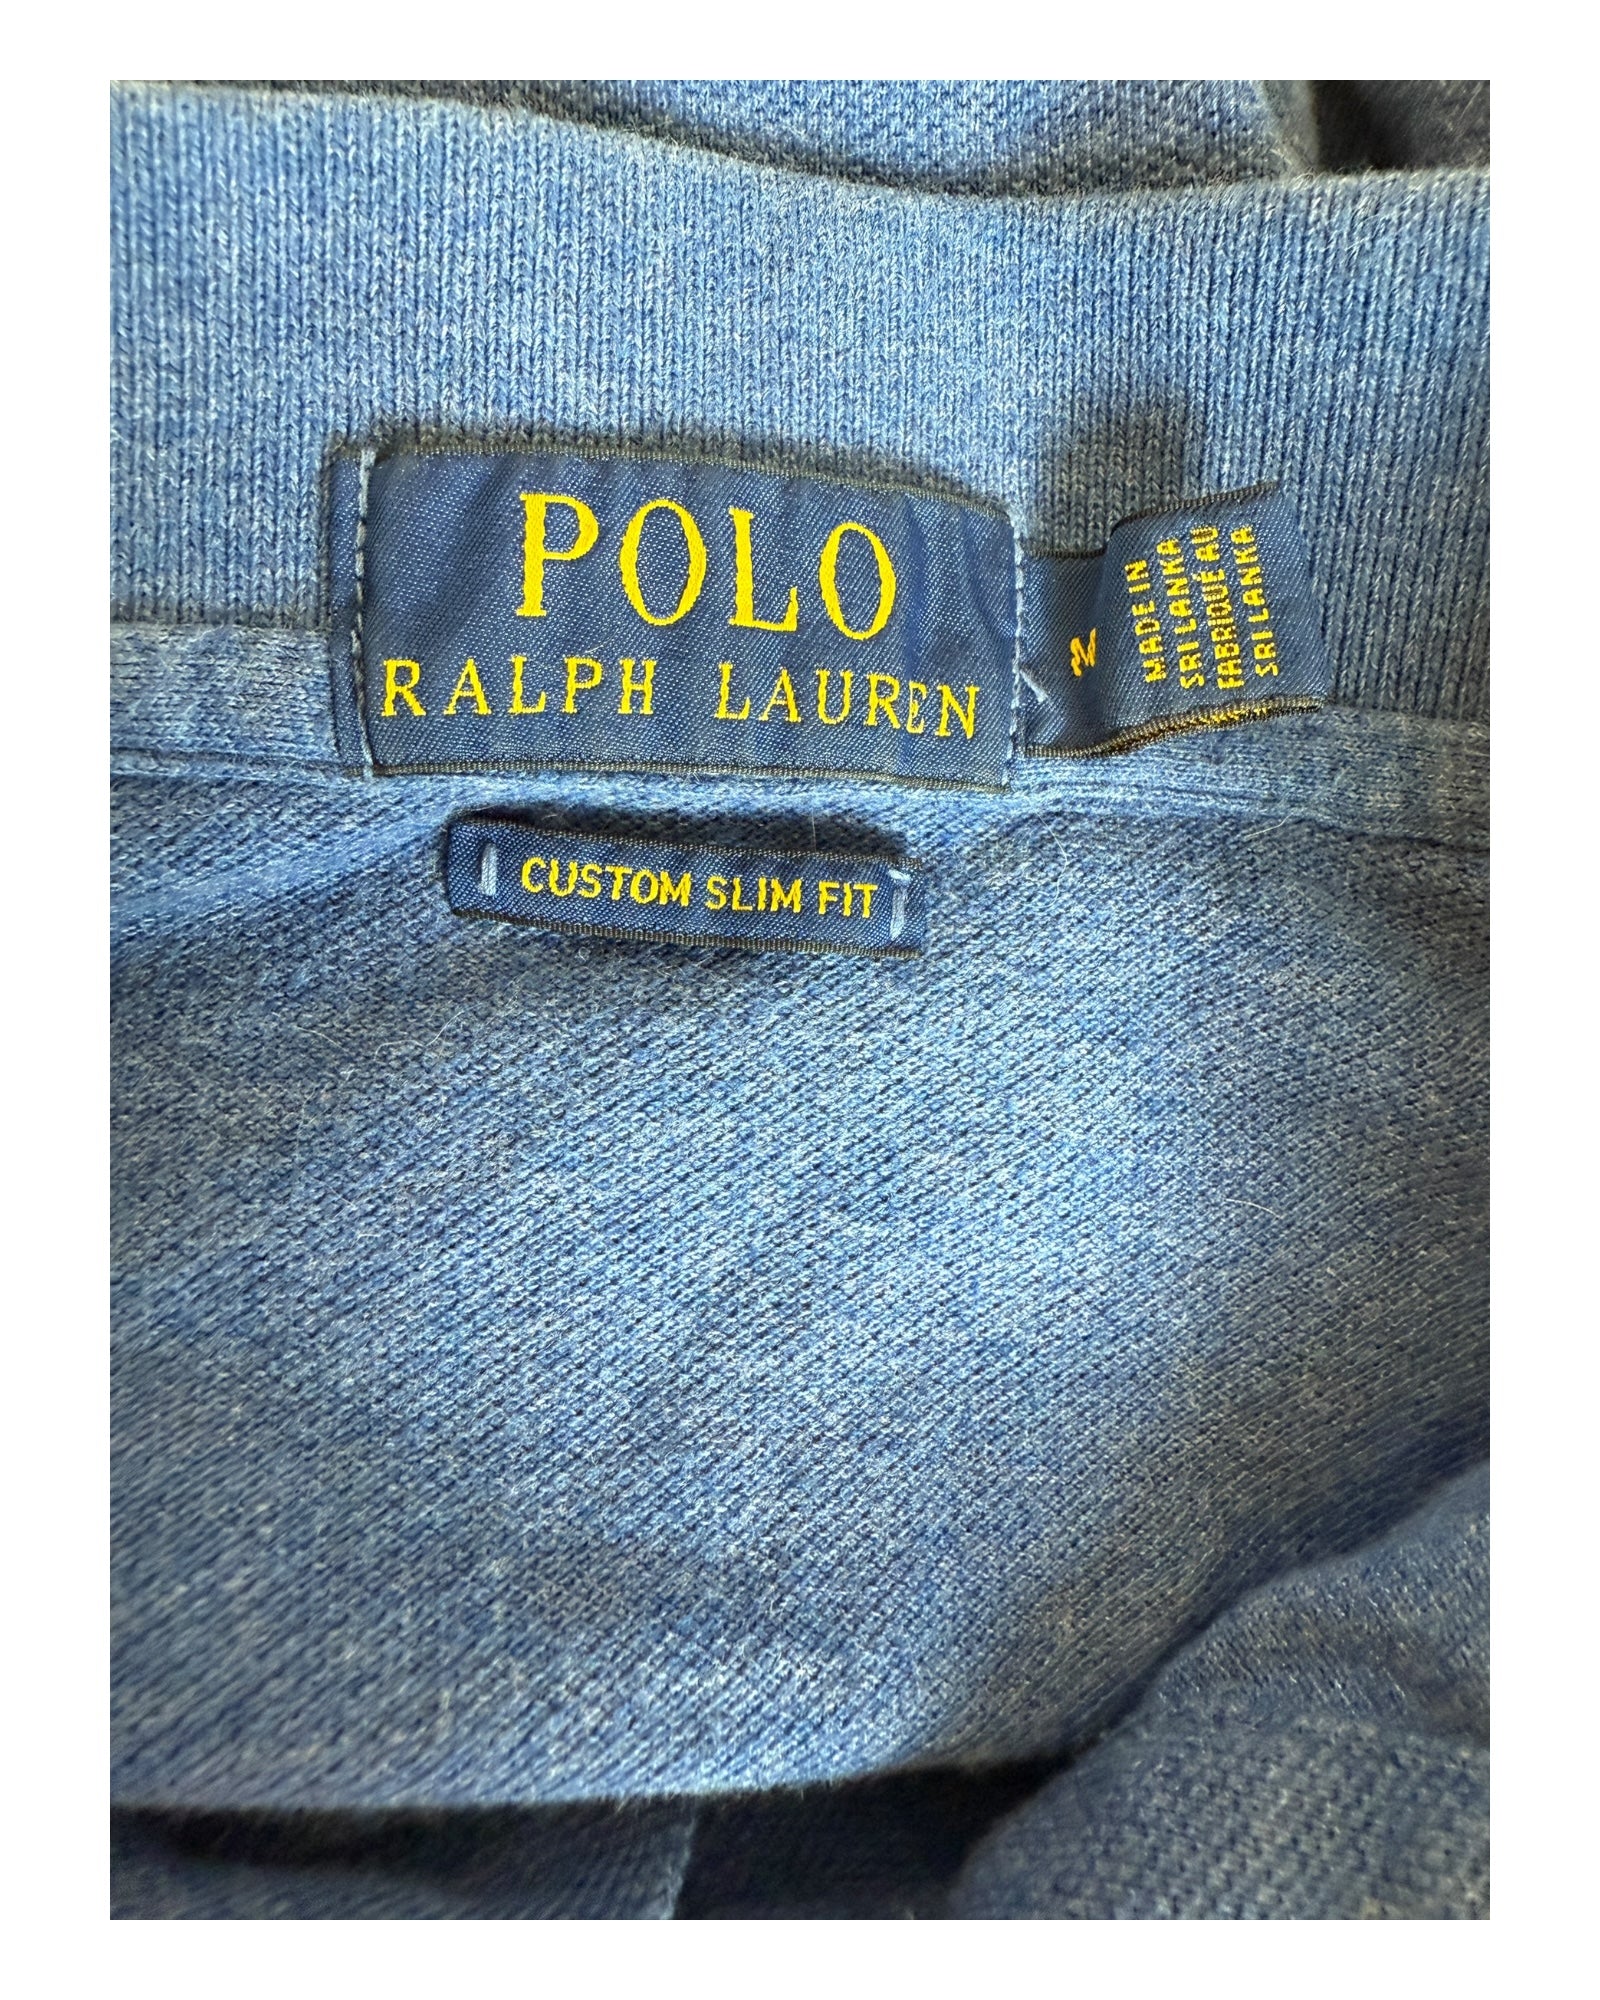 POLO
RALPH LAUREN
CUSTOM SLIM FIT
M
MADE IN
SRI LANKA
FABRIQUÉ AU
SRI LANKA